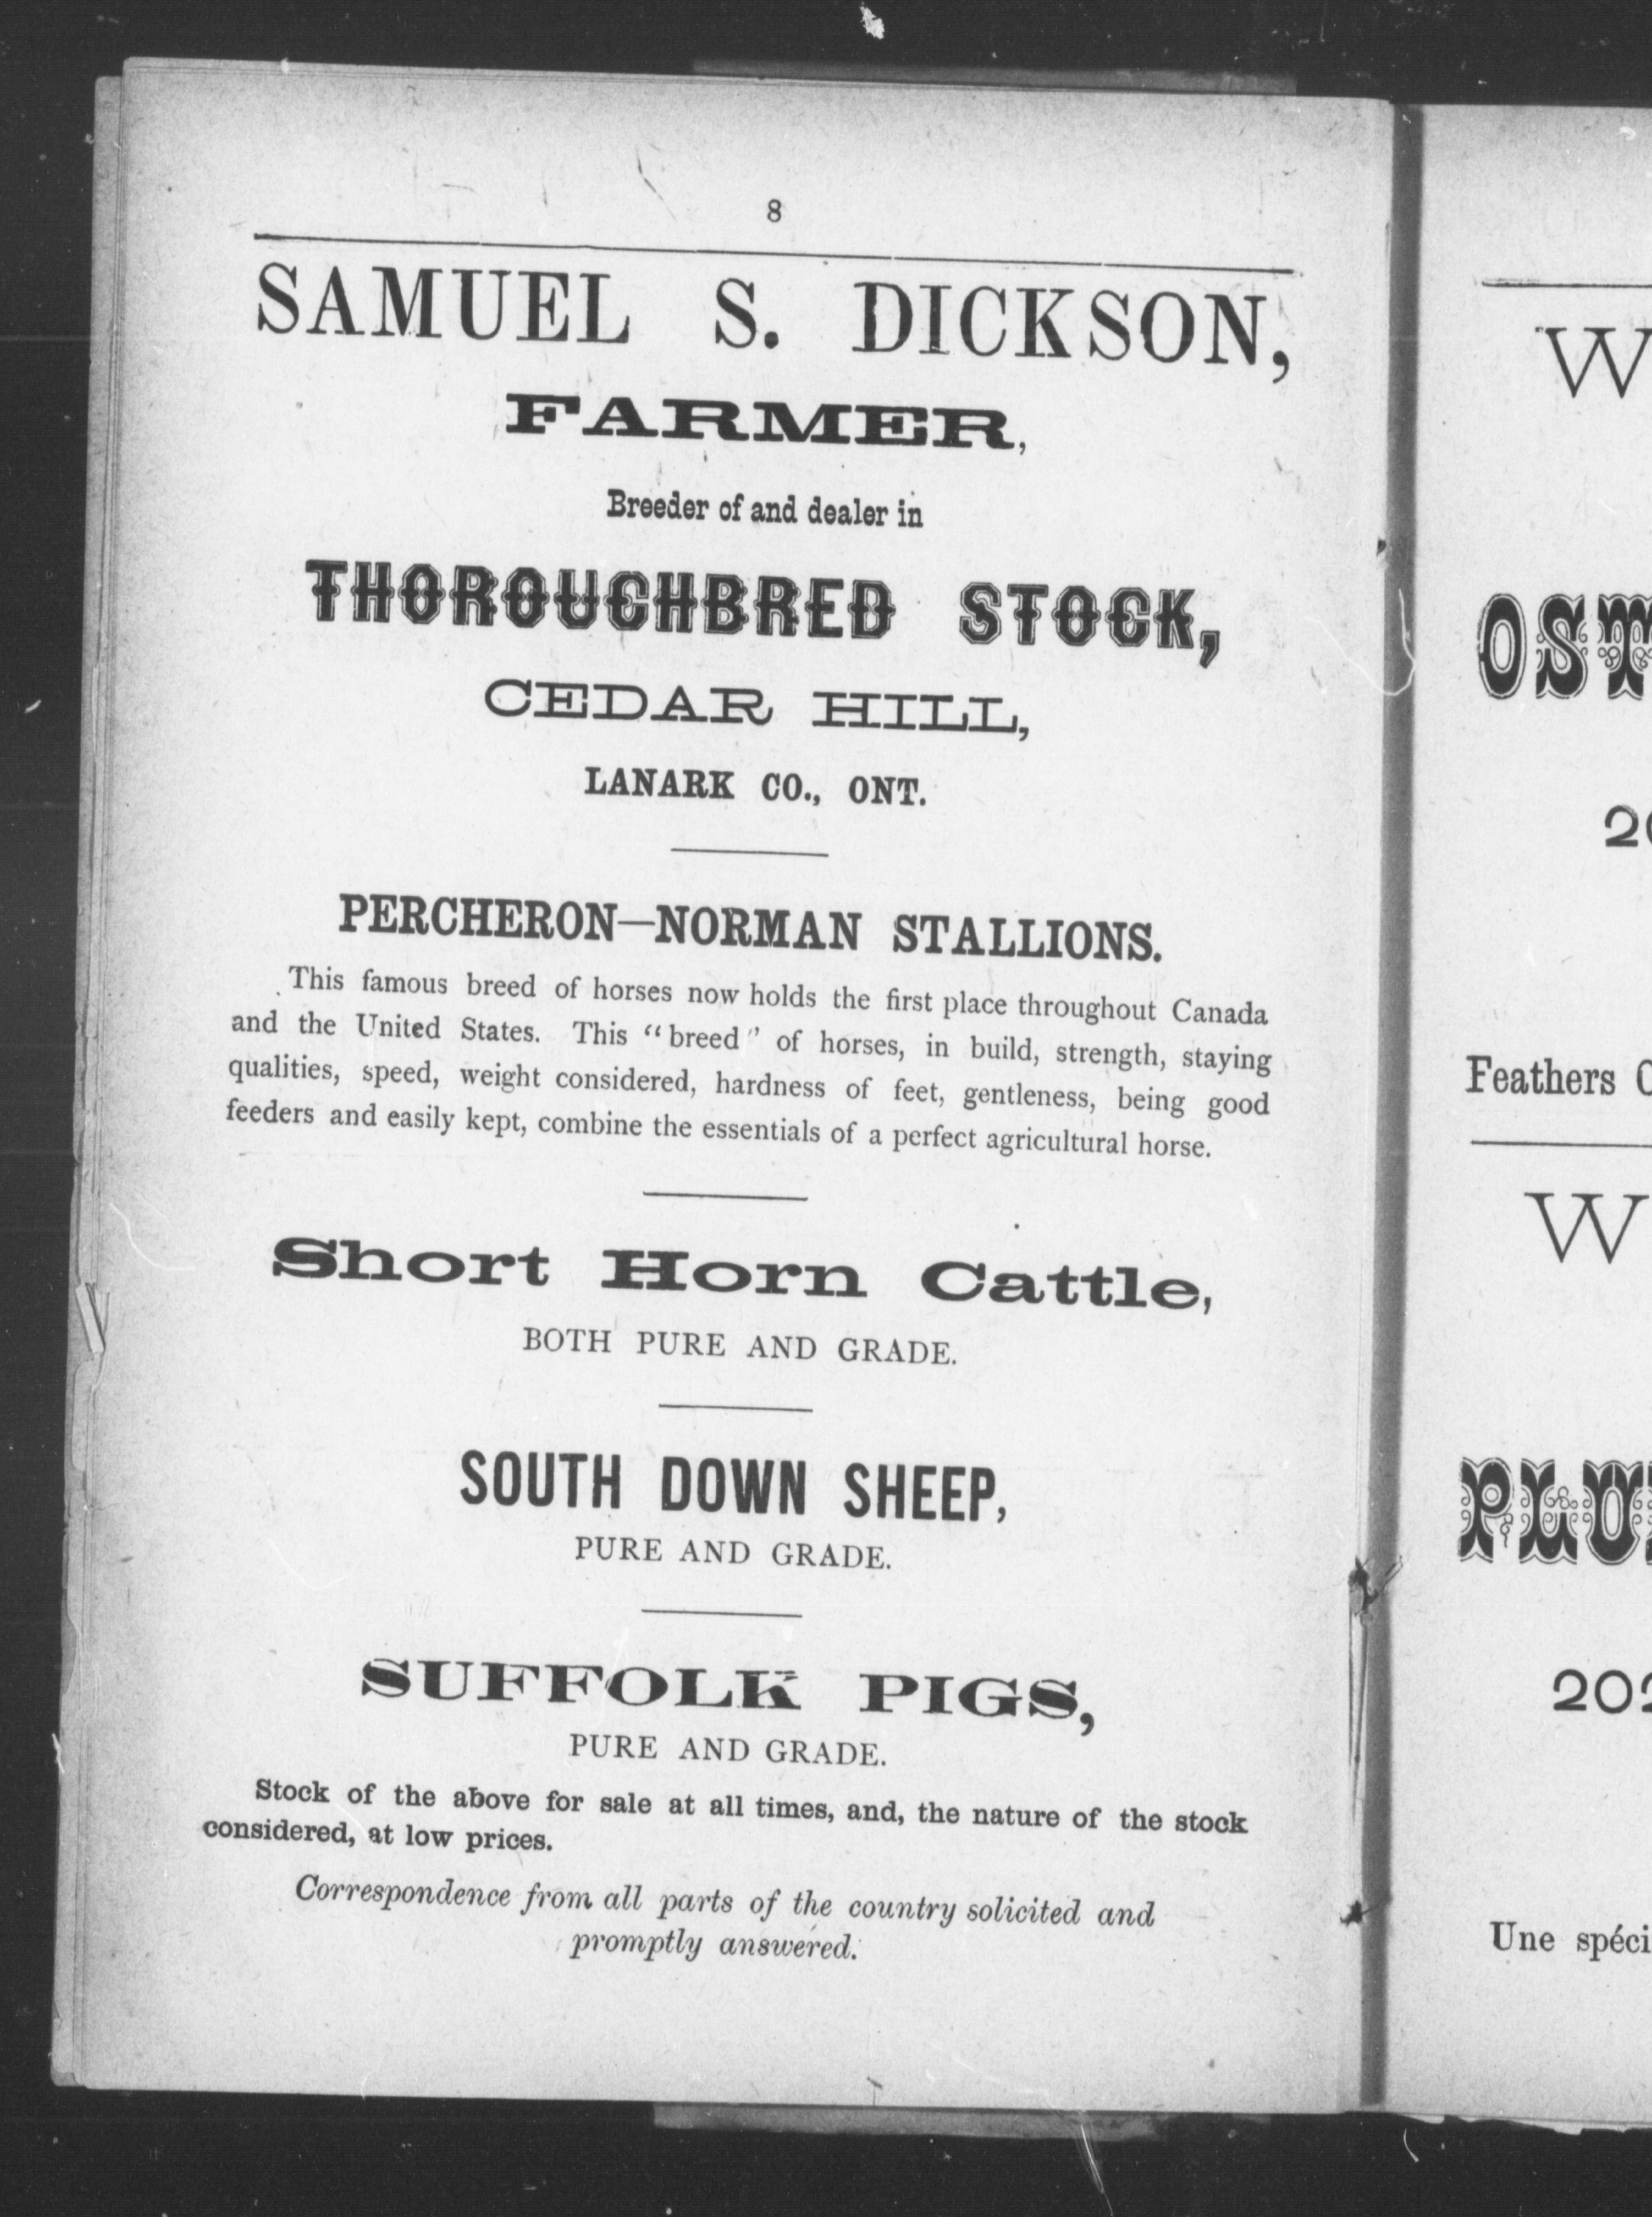 8
SAMUEL S. DICKSON,
FARMER,
Breeder of and dealer in
THOROUGHBRED STOCK,
CEDAR HILL,
LANARK CO., ONT.
PERCHERON—NORMAN STALLIONS.
This famous breed of horses now holds the first place throughout Canada
and the United States. This "breed" of horses, in build, strength, staying
qualities, speed, weight considered, hardness of feet, gentleness, being good
feeders and easily kept, combine the essentials of a perfect agricultural horse.
Short Horn Cattle,
BOTH PURE AND GRADE.
SOUTH DOWN SHEEP,
PURE AND GRADE.
SUFFOLK PIGS,
PURE AND GRADE.
Stock of the above for sale at all times, and, the nature of the stock
considered, at low prices.
Correspondence from all parts of the country solicited and
promptly answered.
W
OST
Feathers
W
202
Une